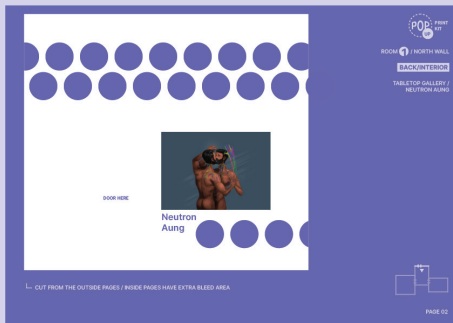 POP UP PRINT KIT
ROOM 1 / NORTH WALL
BACK/INTERIOR
TABLETOP GALLERY /
NEUTRON AUNG
DOOR HERE
Neutron
Aung
CUT FROM THE OUTSIDE PAGES / INSIDE PAGES HAVE EXTRA BLEED AREA
PAGE 02